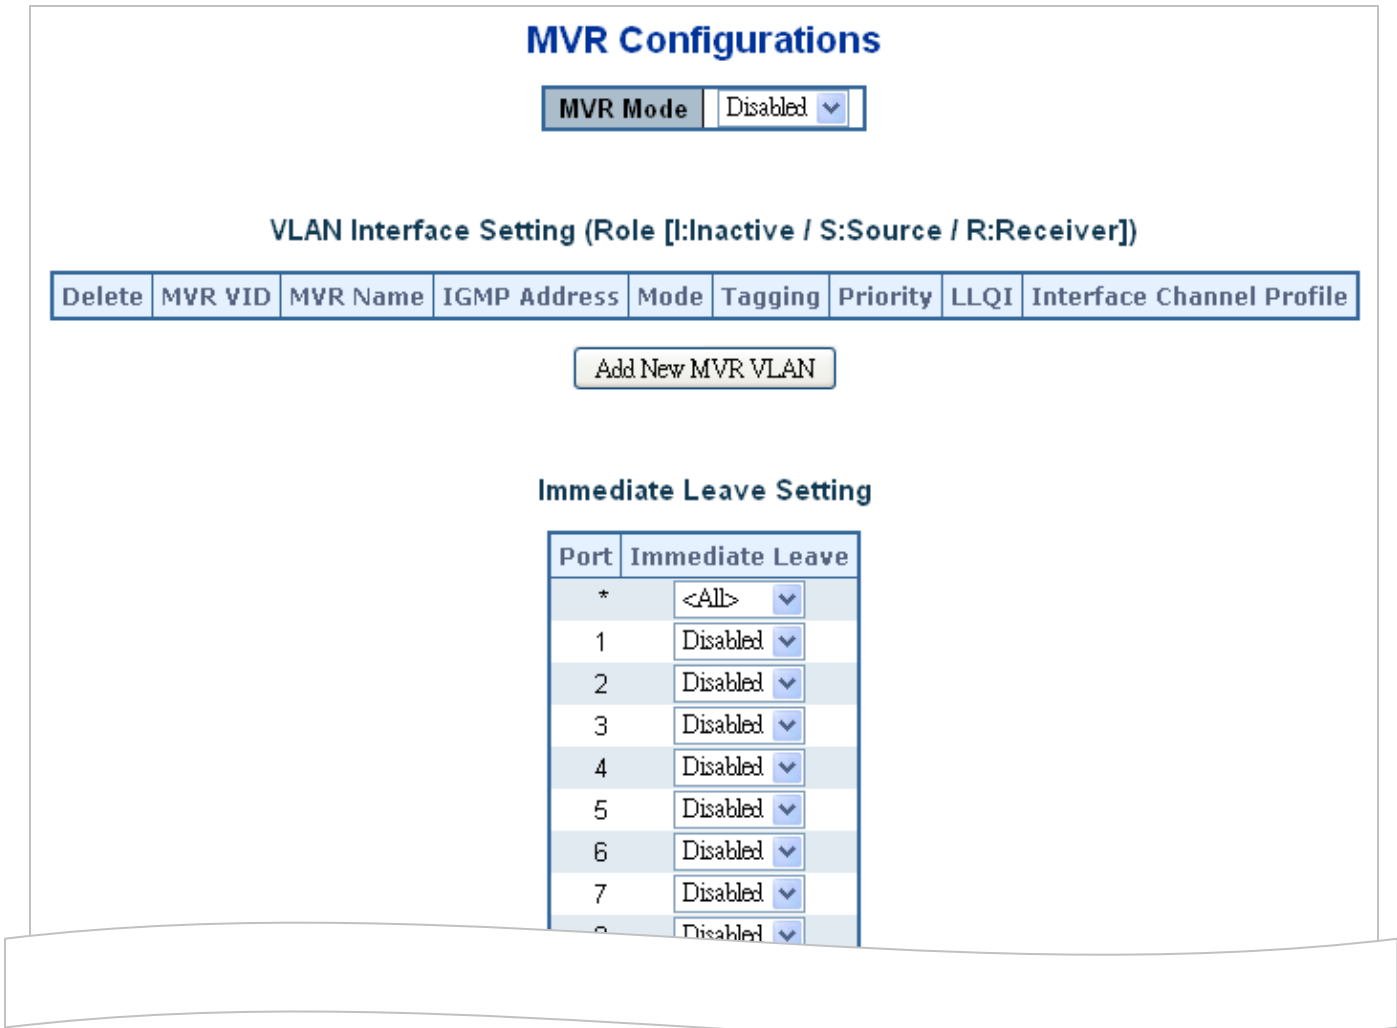 MVR Configurations
MVR Mode Disabled
VLAN Interface Setting (Role [I:Inactive / S:Source / R:Receiver])
Delete MVR VID MVR Name IGMP Address Mode Tagging Priority LLQI Interface Channel Profile
Add New MVR VLAN
Immediate Leave Setting
Port Immediate Leave
* <All>
1 Disabled
2 Disabled
3 Disabled
4 Disabled
5 Disabled
6 Disabled
7 Disabled
Disabled